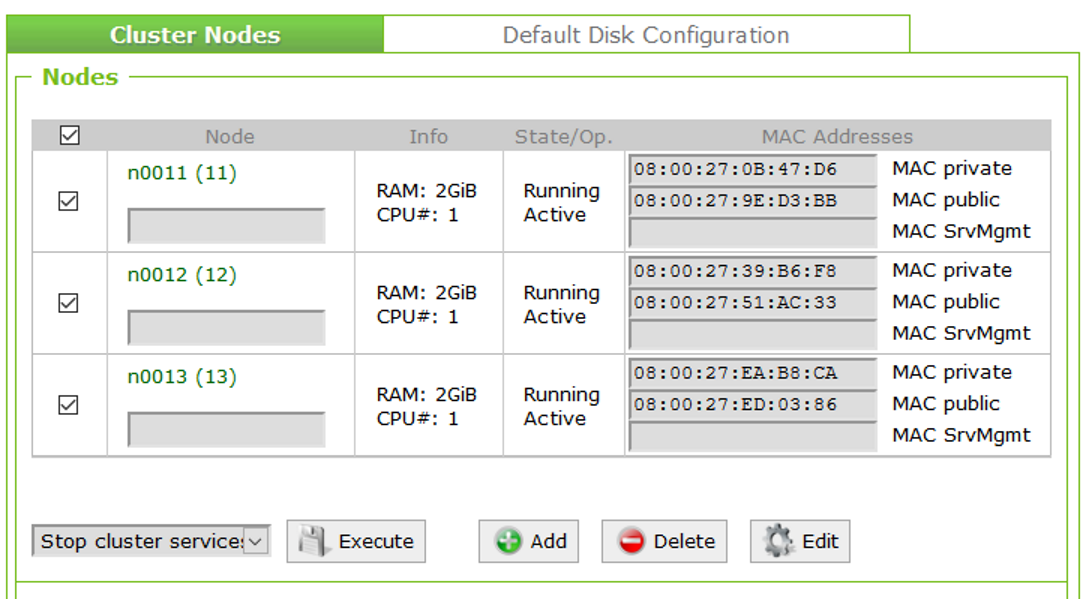 Cluster Nodes
Default Disk Configuration
Nodes
Node Info State/Op. MAC Addresses
n0011 (11)
RAM: 2GiB
CPU#: 1
Running
Active
08:00:27:0B:47:D6 MAC private
08:00:27:9E:D3:BB MAC public
MAC SrvMgmt
n0012 (12)
RAM: 2GiB
CPU#: 1
Running
Active
08:00:27:39:B6:F8 MAC private
08:00:27:51:AC:33 MAC public
MAC SrvMgmt
n0013 (13)
RAM: 2GiB
CPU#: 1
Running
Active
08:00:27:EA:B8:CA MAC private
08:00:27:ED:03:86 MAC public
MAC SrvMgmt
Stop cluster services Execute Add Delete Edit